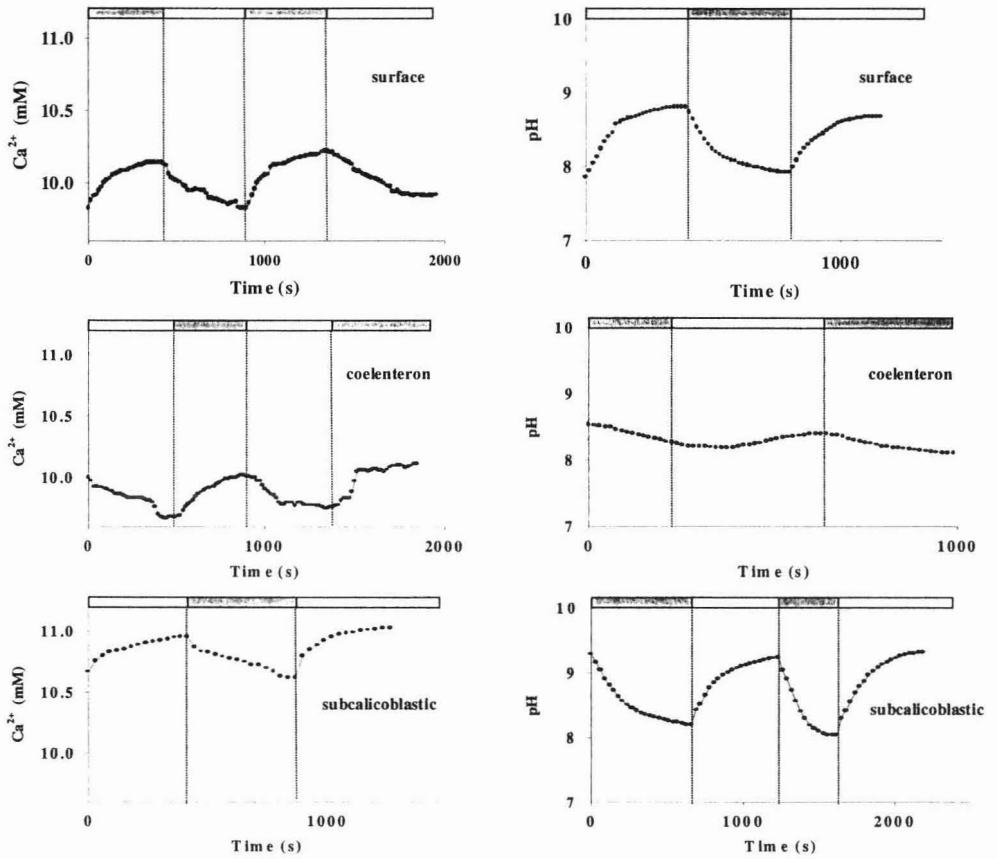 11.0
10.5
10.0
Ca²⁺ (mM)
surface
0
1000
2000
Time (s)
10
9
8
7
pH
surface
0
1000
Time (s)
11.0
10.5
10.0
Ca²⁺ (mM)
coelenteron
0
1000
2000
Time (s)
10
9
8
7
pH
coelenteron
0
1000
Time (s)
11.0
10.5
10.0
Ca²⁺ (mM)
subcalicoblastic
0
1000
Time (s)
10
9
8
7
pH
subcalicoblastic
0
1000
2000
Time (s)